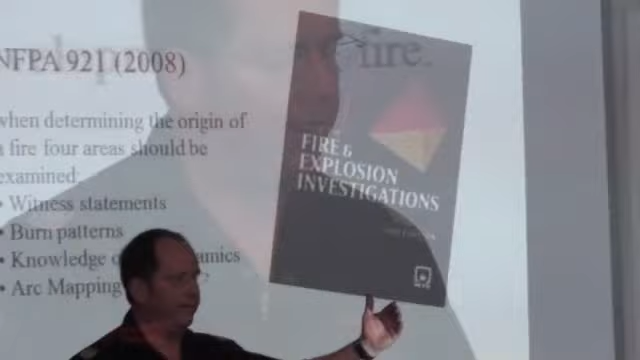 NFPA 921 (2008)
fire.
when determining the origin of
a fire four areas should be
examined:
• Witness statements
• Burn patterns
• Knowledge
• Arc Mapping
FIRE &
EXPLOSION
INVESTIGATIONS